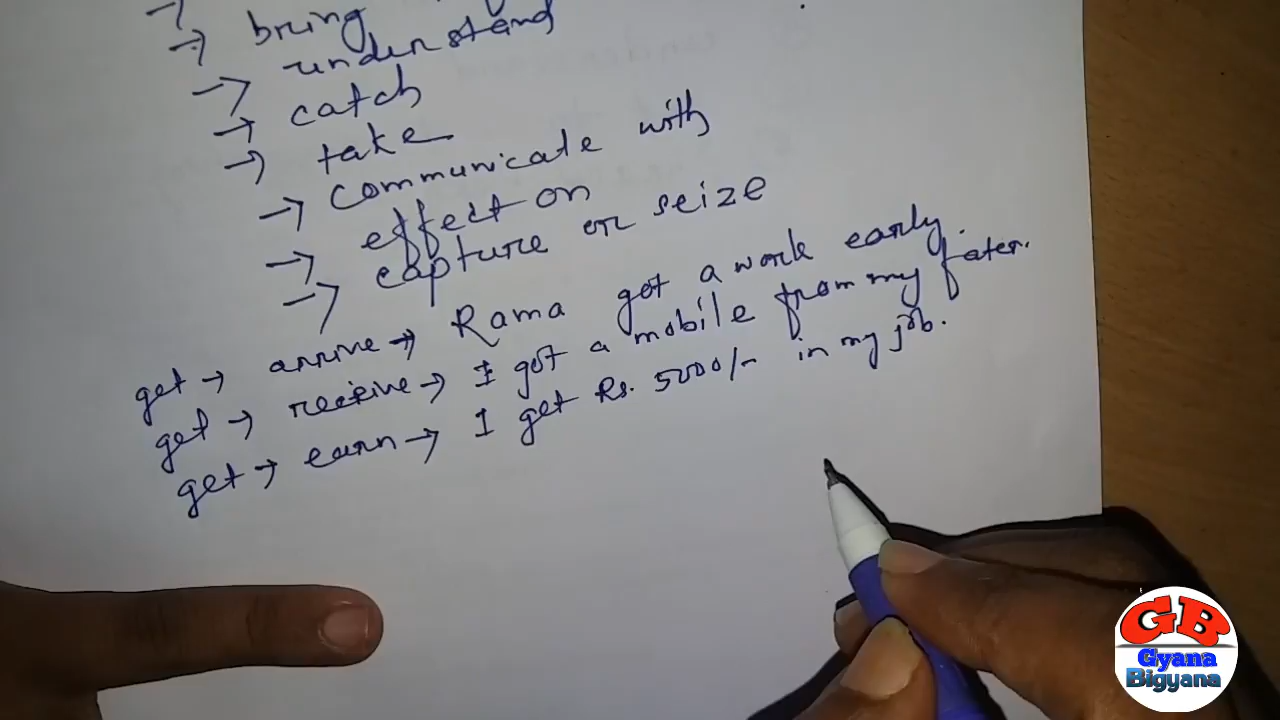 → bring
→ understand
→ catch
→ take
→ communicate with
→ effect on
→ capture or seize
get → arrive → Rama got a work early.
get → receive → I got a mobile from my fater.
get → earn → I get Rs. 5000/- in my job.
GB
Gyana
Bigyana